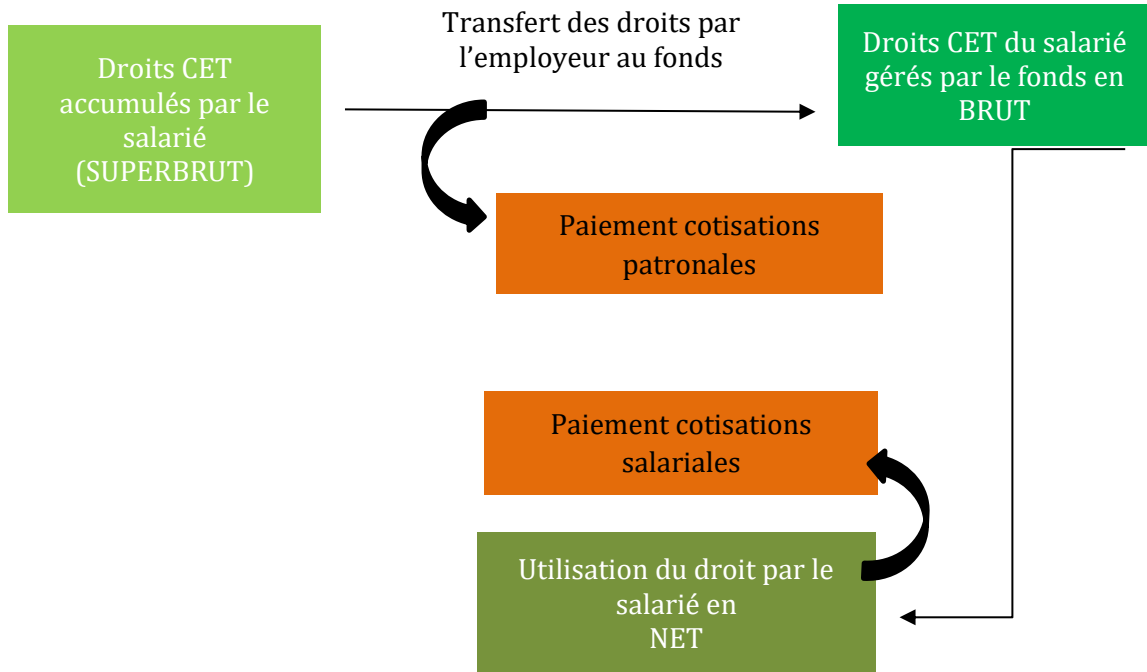 Droits CET
accumulés par le
salarié
(SUPERBRUT)
Transfert des droits par
l’employeur au fonds
Droits CET du salarié
gérés par le fonds en
BRUT
Paiement cotisations
patronales
Paiement cotisations
salariales
Utilisation du droit par le
salarié en
NET